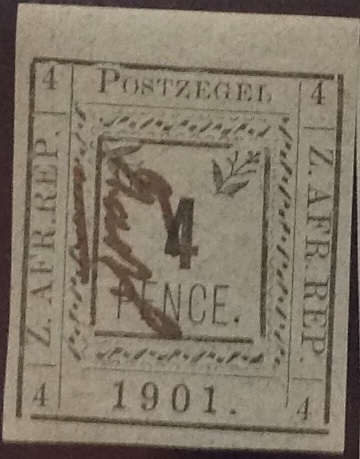 4 POSTZEGEL 4
Z. AFR. REP.
4
PENCE.
Z. AFR. REP.
4 1901. 4